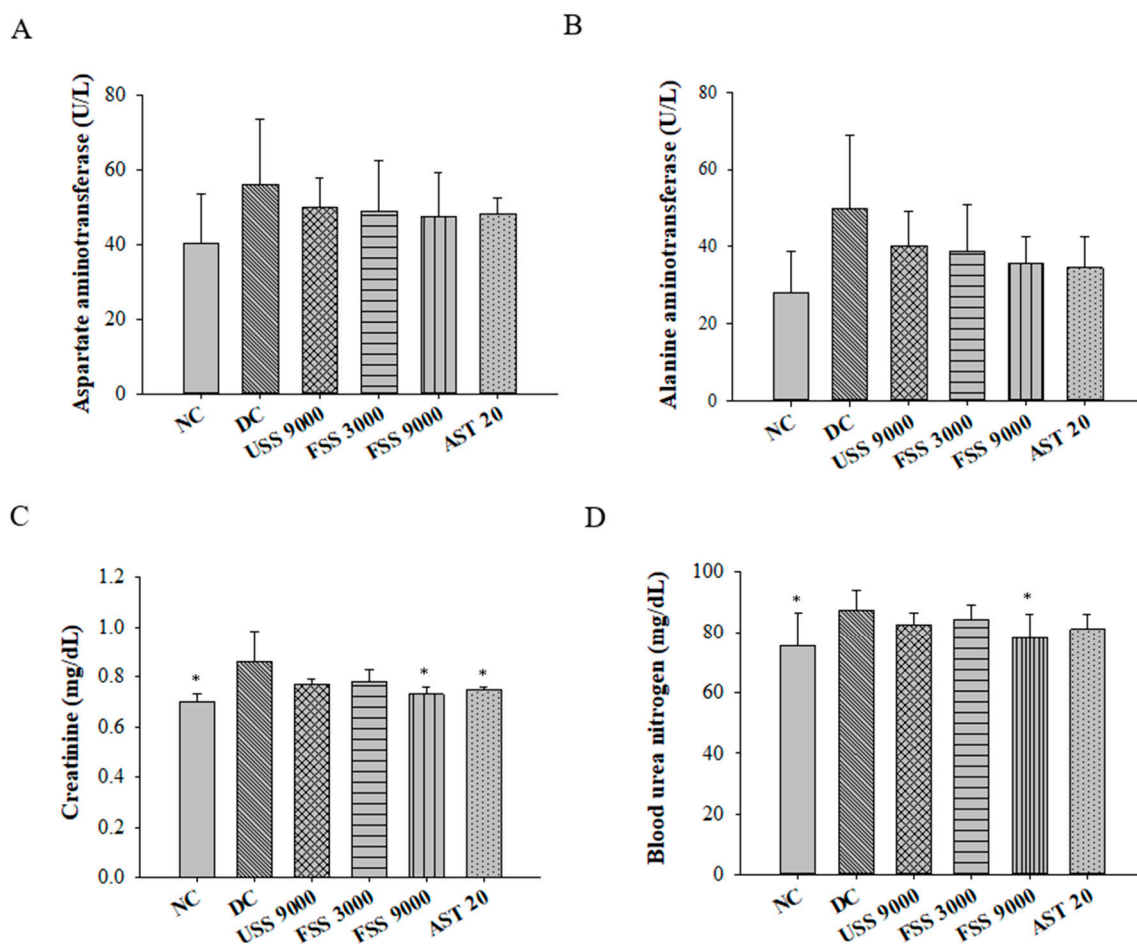 A
Aspartate aminotransferase (U/L)
80
60
40
20
0
NC
DC
USS 9000
FSS 3000
FSS 9000
AST 20
B
Alanine aminotransferase (U/L)
80
60
40
20
0
NC
DC
USS 9000
FSS 3000
FSS 9000
AST 20
C
Creatinine (mg/dL)
1.2
1.0
0.8
0.6
0.4
0.2
0.0
*
*
*
NC
DC
USS 9000
FSS 3000
FSS 9000
AST 20
D
Blood urea nitrogen (mg/dL)
100
80
60
40
20
0
*
*
NC
DC
USS 9000
FSS 3000
FSS 9000
AST 20